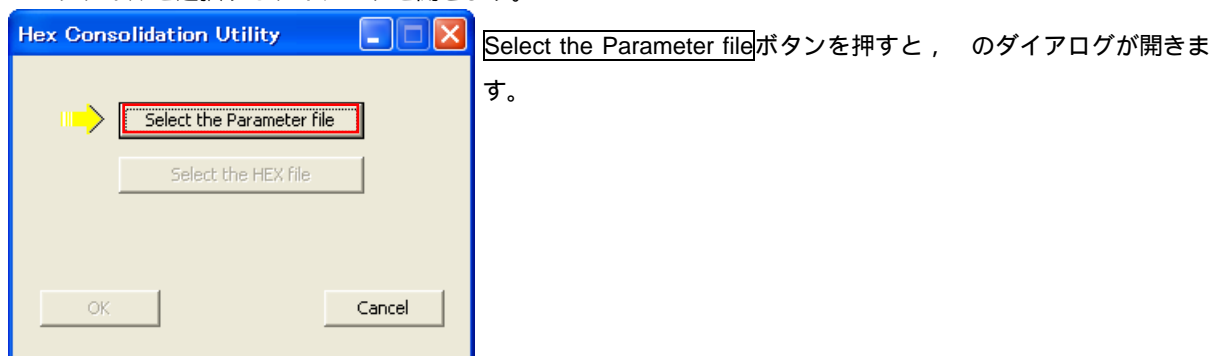 Hex Consolidation Utility
Select the Parameter fileボタンを押すと， のダイアログが開きま
す。
Select the Parameter file
Select the HEX file
OK
Cancel